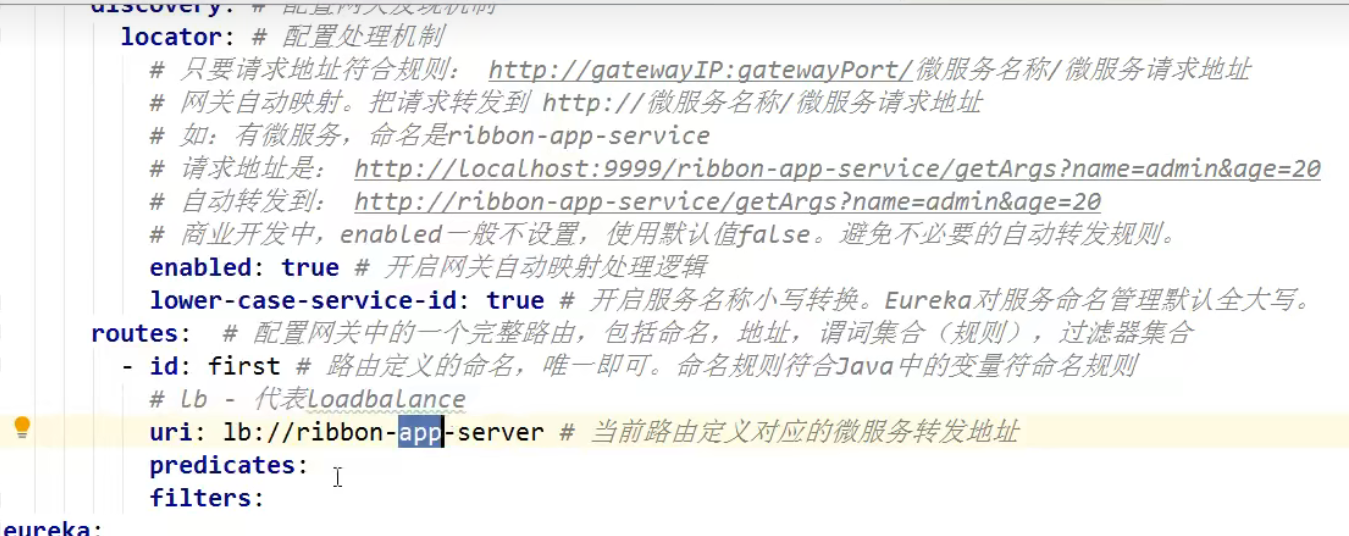 discovery: # 配置网关发现机制
locator: # 配置处理机制
# 只要请求地址符合规则： http://gatewayIP:gatewayPort/微服务名称/微服务请求地址
# 网关自动映射。把请求转发到 http://微服务名称/微服务请求地址
# 如：有微服务，命名是ribbon-app-service
# 请求地址是： http://localhost:9999/ribbon-app-service/getArgs?name=admin&age=20
# 自动转发到： http://ribbon-app-service/getArgs?name=admin&age=20
# 商业开发中，enabled一般不设置，使用默认值false。避免不必要的自动转发规则。
enabled: true # 开启网关自动映射处理逻辑
lower-case-service-id: true # 开启服务名称小写转换。Eureka对服务命名管理默认全大写。
routes: # 配置网关中的一个完整路由，包括命名，地址，谓词集合（规则），过滤器集合
- id: first # 路由定义的命名，唯一即可。命名规则符合Java中的变量符命名规则
# lb - 代表loadbalance
uri: lb://ribbon-app-server # 当前路由定义对应的微服务转发地址
predicates:
filters:
eureka: